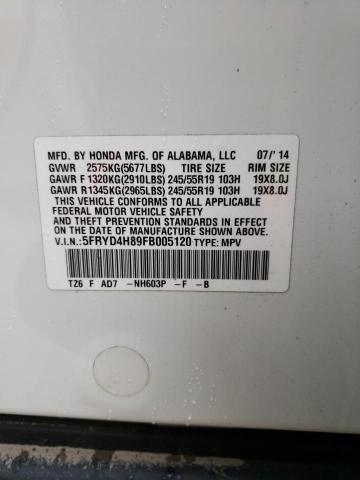 MFD. BY HONDA MFG. OF ALABAMA, LLC 07/'14
GVWR 2575KG(5677LBS) TIRE SIZE RIM SIZE
GAWR F 1320KG(2910LBS) 245/55R19 103H 19X8.0J
GAWR R 1345KG(2965LBS) 245/55R19 103H 19X8.0J
THIS VEHICLE CONFORMS TO ALL APPLICABLE
FEDERAL MOTOR VEHICLE SAFETY, BUMPER,
AND THEFT PREVENTION STANDARDS IN EFFECT
ON THE DATE OF MANUFACTURE SHOWN ABOVE.
V.I.N.: 5FRYD4H89FB005120 TYPE: MPV
TZ6 F AD7 -NH603P -F -B